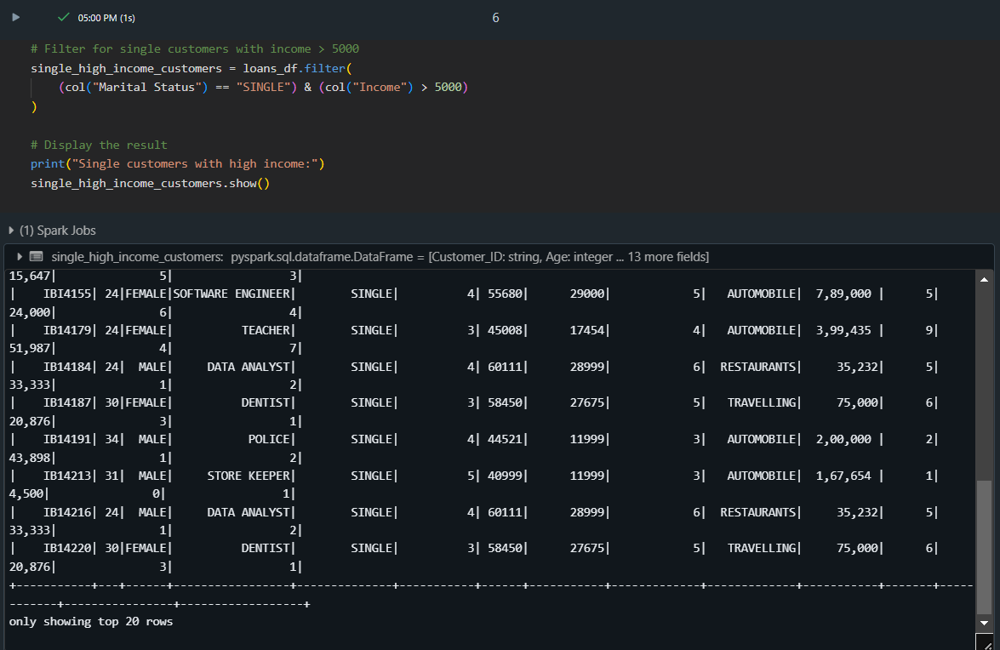 05:00 PM (1s)
6
# Filter for single customers with income > 5000
single_high_income_customers = loans_df.filter(
    (col("Marital Status") == "SINGLE") & (col("Income") > 5000)
)
# Display the result
print("Single customers with high income:")
single_high_income_customers.show()
(1) Spark Jobs
single_high_income_customers: pyspark.sql.dataframe.DataFrame = [Customer_ID: string, Age: integer ... 13 more fields]
15,647|               5|                 3|
|    IBI4155| 24|FEMALE|SOFTWARE ENGINEER|        SINGLE|          4| 55680|      29000|            5|   AUTOMOBILE|  7,89,000 |      5|
24,000|               6|                 4|
|    IB14179| 24|FEMALE|          TEACHER|        SINGLE|          3| 45008|      17454|            4|   AUTOMOBILE|  3,99,435 |      9|
51,987|               4|                 7|
|    IB14184| 24|  MALE|     DATA ANALYST|        SINGLE|          4| 60111|      28999|            6|  RESTAURANTS|     35,232|      5|
33,333|               1|                 2|
|    IB14187| 30|FEMALE|          DENTIST|        SINGLE|          3| 58450|      27675|            5|   TRAVELLING|     75,000|      6|
20,876|               3|                 1|
|    IB14191| 34|  MALE|           POLICE|        SINGLE|          4| 44521|      11999|            3|   AUTOMOBILE|  2,00,000 |      2|
43,898|               1|                 2|
|    IB14213| 31|  MALE|     STORE KEEPER|        SINGLE|          5| 40999|      11999|            3|   AUTOMOBILE|  1,67,654 |      1|
4,500|               0|                 1|
|    IB14216| 24|  MALE|     DATA ANALYST|        SINGLE|          4| 60111|      28999|            6|  RESTAURANTS|     35,232|      5|
33,333|               1|                 2|
|    IB14220| 30|FEMALE|          DENTIST|        SINGLE|          3| 58450|      27675|            5|   TRAVELLING|     75,000|      6|
20,876|               3|                 1|
+-----------+---+------+-----------------+--------------+-----------+------+-----------+-------------+-------------+-----------+-------+-----
-------+----------------+------------------+
only showing top 20 rows